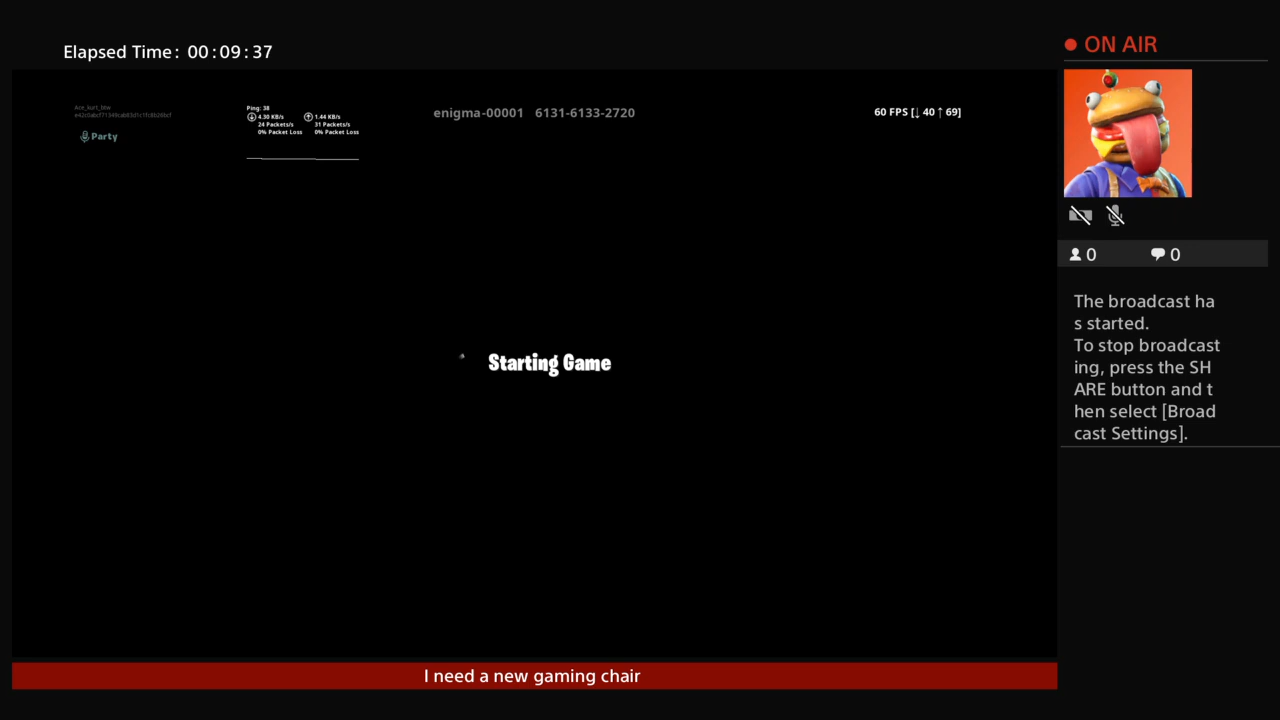 Elapsed Time: 00:09:37
ON AIR
Ace_kurt_btw
Ping: 38
4.30 KB/s 1.44 KB/s
24 Packets/s 31 Packets/s
0% Packet Loss 0% Packet Loss
enigma-00001 6131-6133-2720
60 FPS [↓ 40 ↑ 69]
Party
0 0
The broadcast ha
s started.
To stop broadcast
ing, press the SH
ARE button and t
hen select [Broad
cast Settings].
Starting Game
I need a new gaming chair